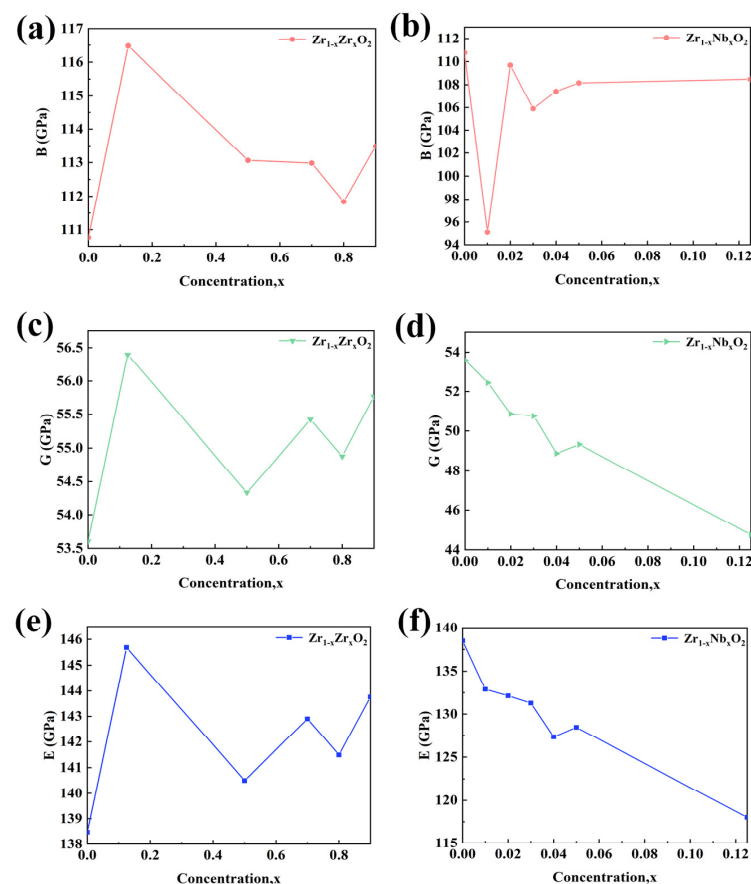 (a)
Zr1-xZrxO2
117
116
115
114
113
112
111
B (GPa)
0.0 0.2 0.4 0.6 0.8
Concentration,x
(b)
Zr1-xNbxO2
112
110
108
106
104
102
100
98
96
94
B (GPa)
0.00 0.02 0.04 0.06 0.08 0.10 0.12
Concentration,x
(c)
Zr1-xZrxO2
56.5
56.0
55.5
55.0
54.5
54.0
53.5
G (GPa)
0.0 0.2 0.4 0.6 0.8
Concentration,x
(d)
Zr1-xNbxO2
54
52
50
48
46
44
G (GPa)
0.00 0.02 0.04 0.06 0.08 0.10 0.12
Concentration,x
(e)
Zr1-xZrxO2
146
145
144
143
142
141
140
139
138
E (GPa)
0.0 0.2 0.4 0.6 0.8
Concentration,x
(f)
Zr1-xNbxO2
140
135
130
125
120
115
E (GPa)
0.00 0.02 0.04 0.06 0.08 0.10 0.12
Concentration,x